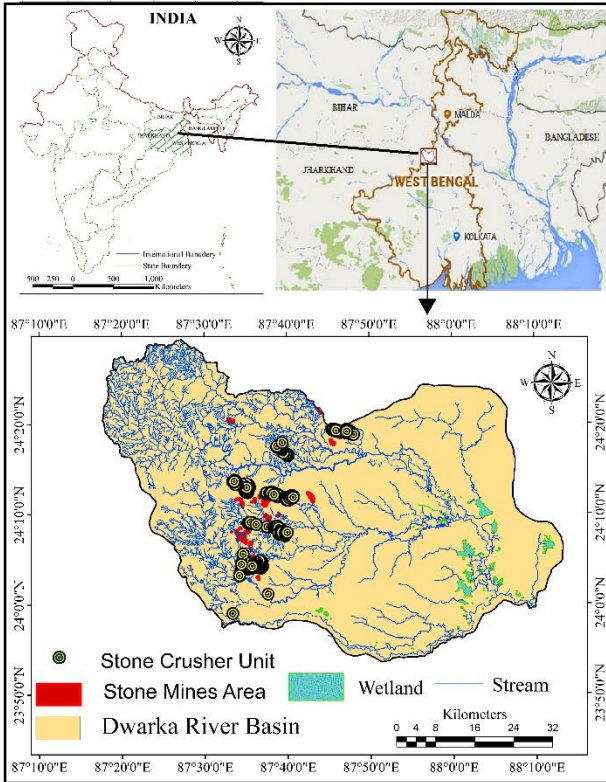 INDIA
N
W E
S
BIHAR
JHARKHAND
BANGLADESH
WEST BENGAL
International Boundery
State Boundary
500 250 0 500 1,000
Kilometers
BIHAR
MALDA
BANGLADESH
JHARKHAND
WEST BENGAL
KOLKATA
87°10'0"E 87°20'0"E 87°30'0"E 87°40'0"E 87°50'0"E 88°0'0"E 88°10'0"E
N
W E
S
24°20'0"N 24°20'0"N
24°10'0"N 24°10'0"N
24°0'0"N 24°0'0"N
23°50'0"N 23°50'0"N
Stone Crusher Unit
Stone Mines Area
Wetland
Stream
Dwarka River Basin
Kilometers
0 4 8 16 24 32
87°10'0"E 87°20'0"E 87°30'0"E 87°40'0"E 87°50'0"E 88°0'0"E 88°10'0"E